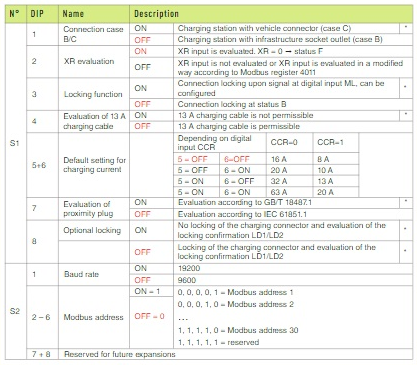 N° DIP Name Description
S1
1 Connection case B/C ON Charging station with vehicle connector (case C) *
OFF Charging station with infrastructure socket outlet (case B)
2 XR evaluation ON XR input is evaluated. XR = 0 → status F
OFF XR input is not evaluated or XR input is evaluated in a modified
way according to Modbus register 4011
3 Locking function ON Connection locking upon signal at digital input ML, can be
configured *
OFF Connection locking at status B
4 Evaluation of 13 A
charging cable ON 13 A charging cable is not permissible *
OFF 13 A charging cable is permissible
5+6 Default setting for
charging current
Depending on digital
input CCR CCR=0 CCR=1
5 = OFF 6=OFF 16 A 8 A
5 = OFF 6 = ON 20 A 10 A
5 = ON 6 = OFF 32 A 13 A
5 = ON 6 = ON 63 A 20 A
7 Evaluation of
proximity plug ON Evaluation according to GB/T 18487.1 *
OFF Evaluation according to IEC 61851.1
8 Optional locking ON No locking of the charging connector and evaluation of the
locking confirmation LD1/LD2 *
OFF Locking of the charging connector and evaluation of the
locking confirmation LD1/LD2 *
S2
1 Baud rate ON 19200
OFF 9600
2 – 6 Modbus address ON = 1 0, 0, 0, 0, 1 = Modbus address 1
OFF = 0 0, 0, 0, 1, 0 = Modbus address 2
...
1, 1, 1, 1, 0 = Modbus address 30
1, 1, 1, 1, 1 = reserved
7 + 8 Reserved for future expansions